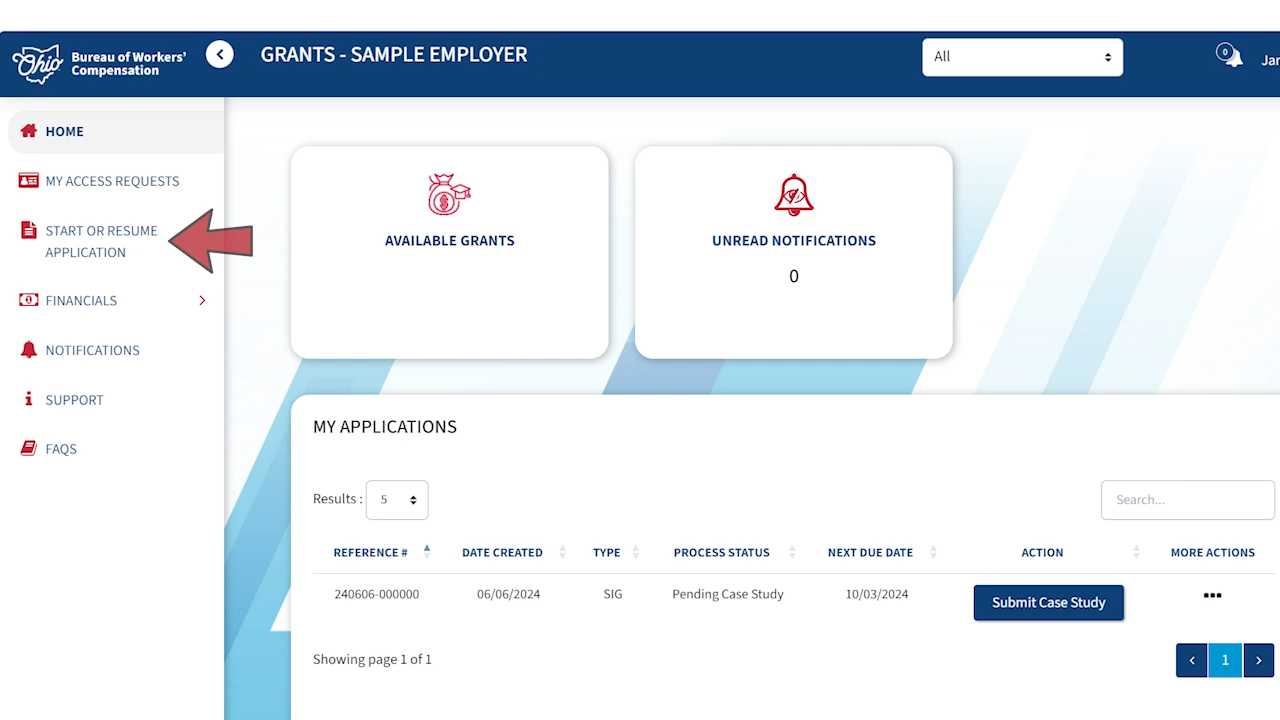 Ohio
Bureau of Workers'
Compensation
GRANTS - SAMPLE EMPLOYER
All
0
Jar
HOME
MY ACCESS REQUESTS
START OR RESUME
APPLICATION
FINANCIALS
NOTIFICATIONS
SUPPORT
FAQS
AVAILABLE GRANTS
UNREAD NOTIFICATIONS
0
MY APPLICATIONS
Results : 5
Search...
REFERENCE # DATE CREATED TYPE PROCESS STATUS NEXT DUE DATE ACTION MORE ACTIONS
240606-000000 06/06/2024 SIG Pending Case Study 10/03/2024 Submit Case Study •••
Showing page 1 of 1
‹ 1 ›